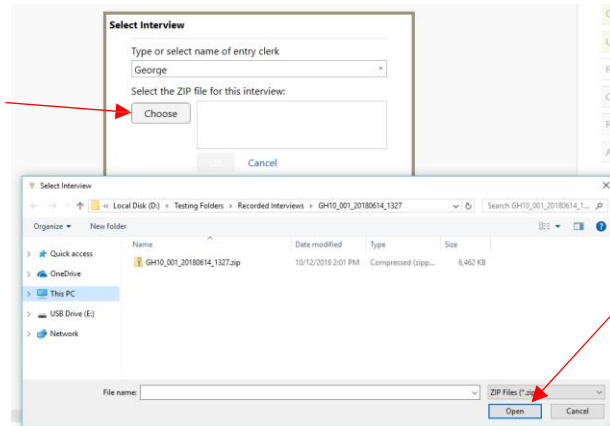 Select Interview
Type or select name of entry clerk
George
Select the ZIP file for this interview:
Choose
Cancel
Select Interview
« Local Disk (D:) > Testing Folders > Recorded Interviews > GH10_001_20180614_1327
Search GH10_001_20180614_1...
Organize New folder
Name Date modified Type Size
Quick access
GH10_001_20180614_1327.zip 10/12/2018 2:01 PM Compressed (zipp... 6,462 KB
OneDrive
This PC
USB Drive (E:)
Network
File name: ZIP Files (*.zip)
Open Cancel